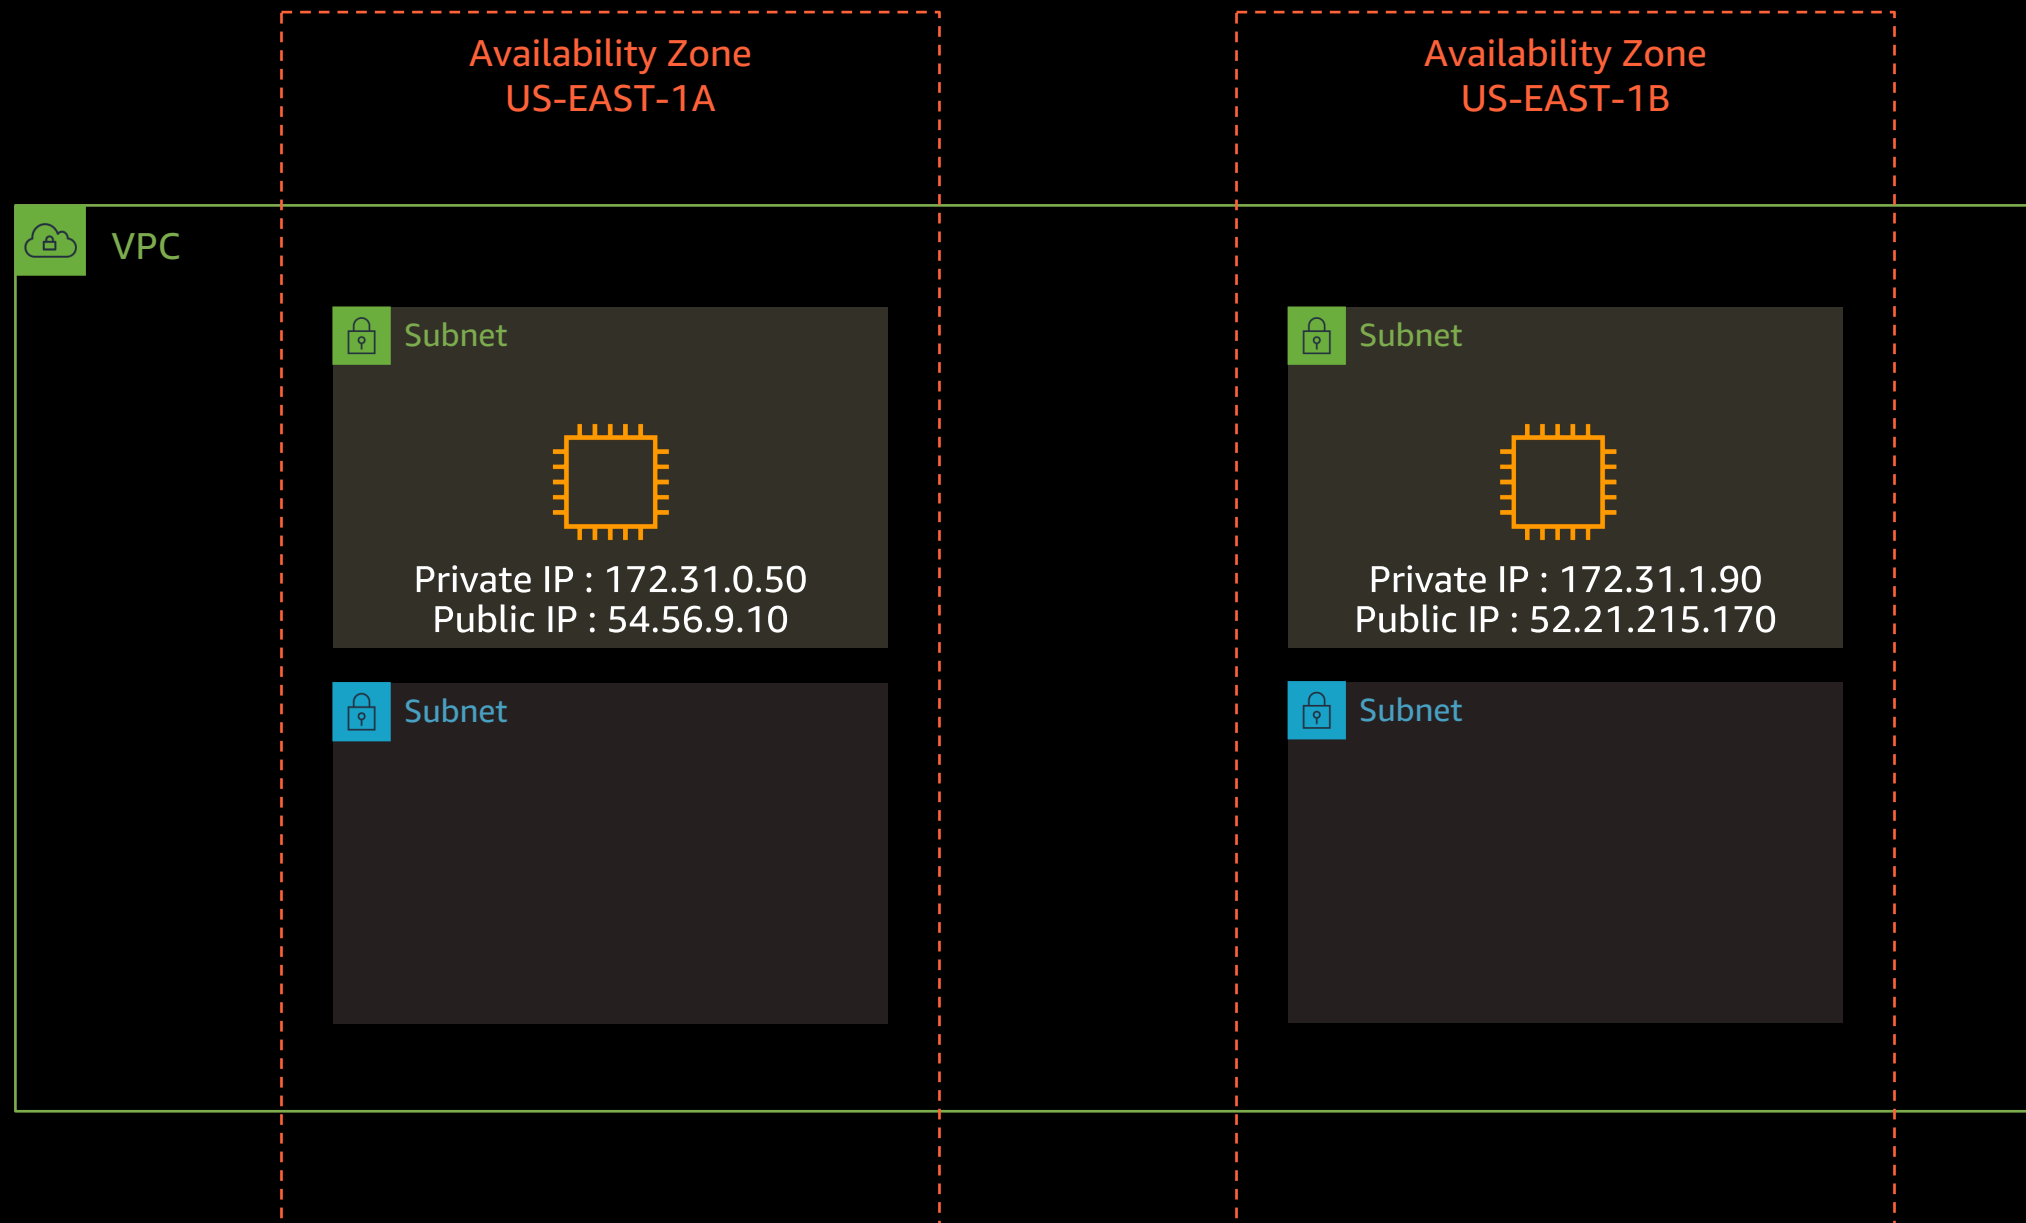 Availability Zone
US-EAST-1A
Availability Zone
US-EAST-1B
VPC
Subnet
Private IP : 172.31.0.50
Public IP : 54.56.9.10
Subnet
Private IP : 172.31.1.90
Public IP : 52.21.215.170
Subnet
Subnet